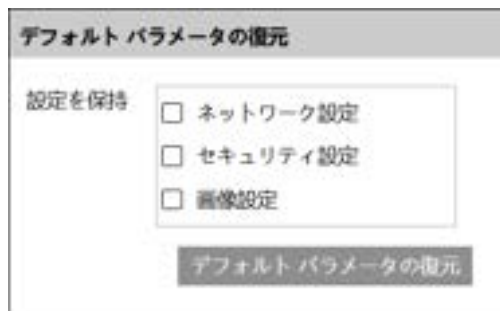 デフォルト パラメータの復元
設定を保持
ネットワーク設定
セキュリティ設定
画像設定
デフォルト パラメータの復元